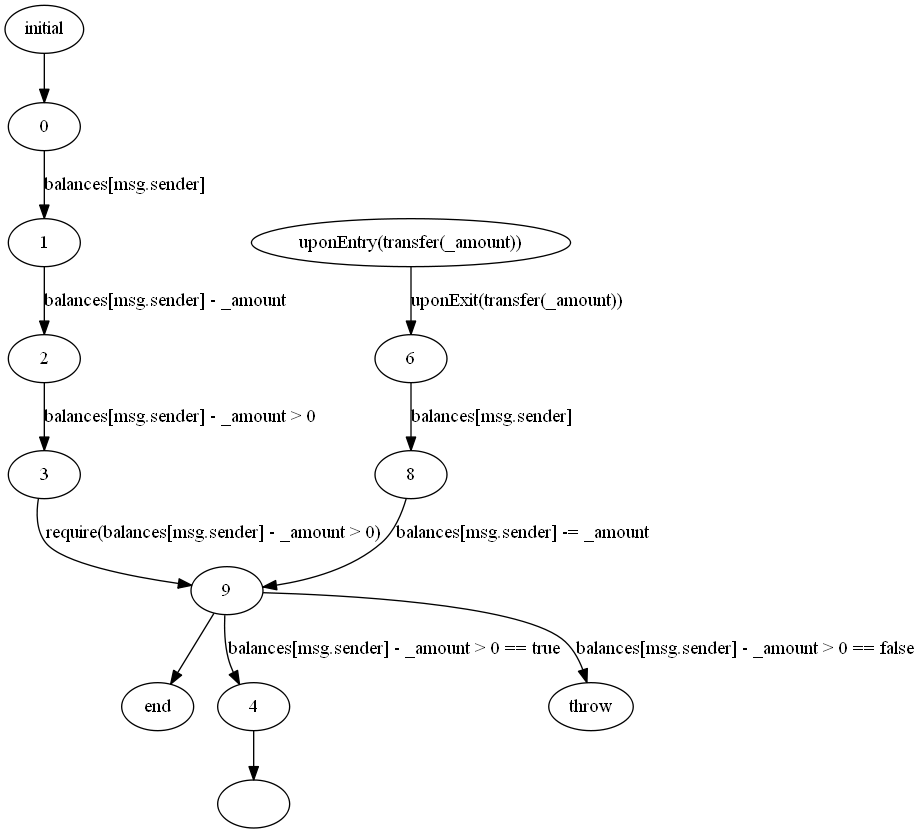 initial
0
balances[msg.sender]
1
uponEntry(transfer(_amount))
balances[msg.sender] - _amount
uponExit(transfer(_amount))
2
6
balances[msg.sender] - _amount > 0
balances[msg.sender]
3
8
require(balances[msg.sender] - _amount > 0)
balances[msg.sender] -= _amount
9
balances[msg.sender] - _amount > 0 == true
balances[msg.sender] - _amount > 0 == false
end
4
throw